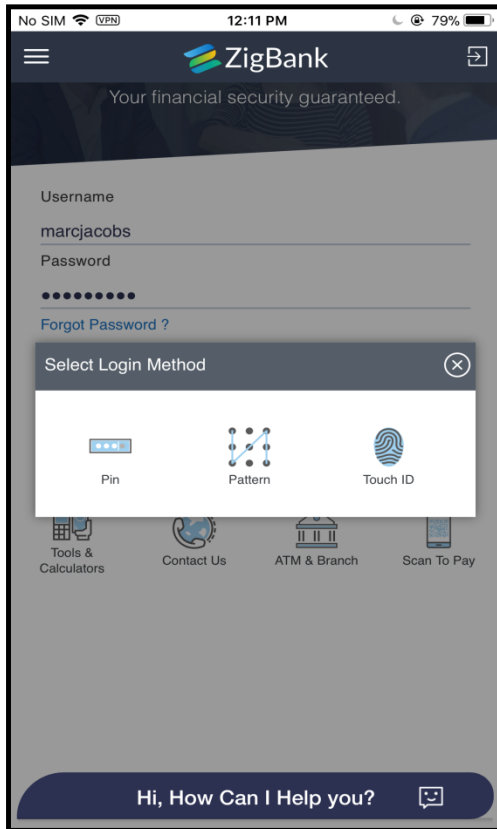 No SIM VPN 12:11 PM 79%
ZigBank
Your financial security guaranteed.
Username
marcjacobs
Password
•••••••••
Forgot Password ?
Select Login Method
Pin Pattern Touch ID
Tools & Calculators Contact Us ATM & Branch Scan To Pay
Hi, How Can I Help you?